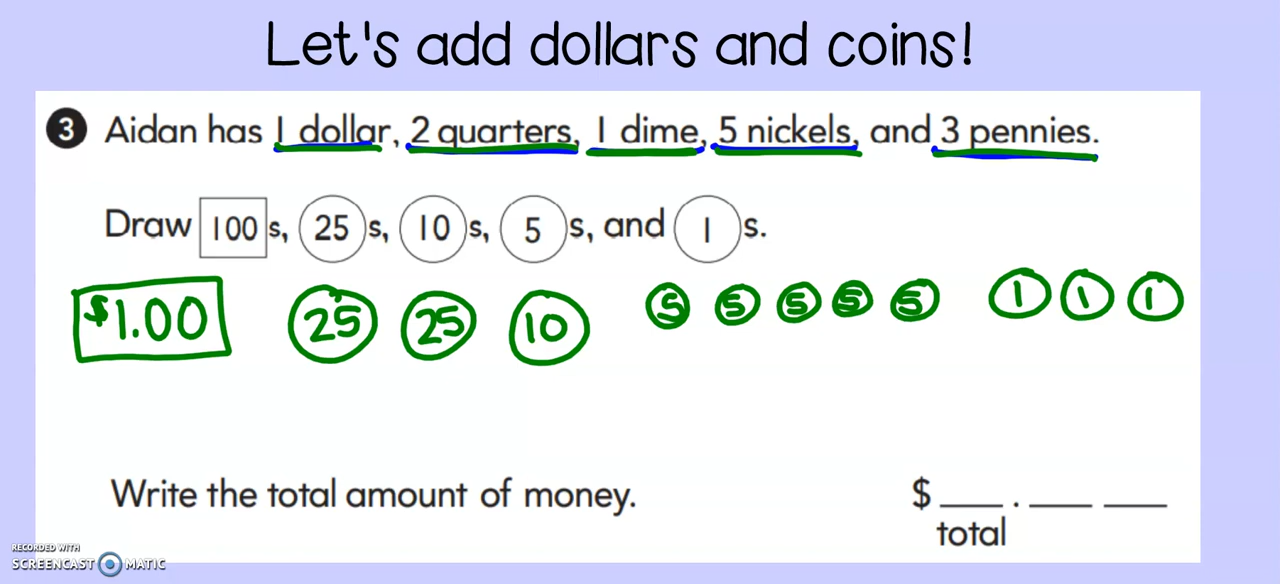 Let's add dollars and coins!
3 Aidan has 1 dollar, 2 quarters, 1 dime, 5 nickels, and 3 pennies.
Draw 100 s, 25 s, 10 s, 5 s, and 1 s.
$1.00 25 25 10 5 5 5 5 5 1 1 1
Write the total amount of money. $ ___ . ___ ___
total
RECORDED WITH
SCREENCAST MATIC